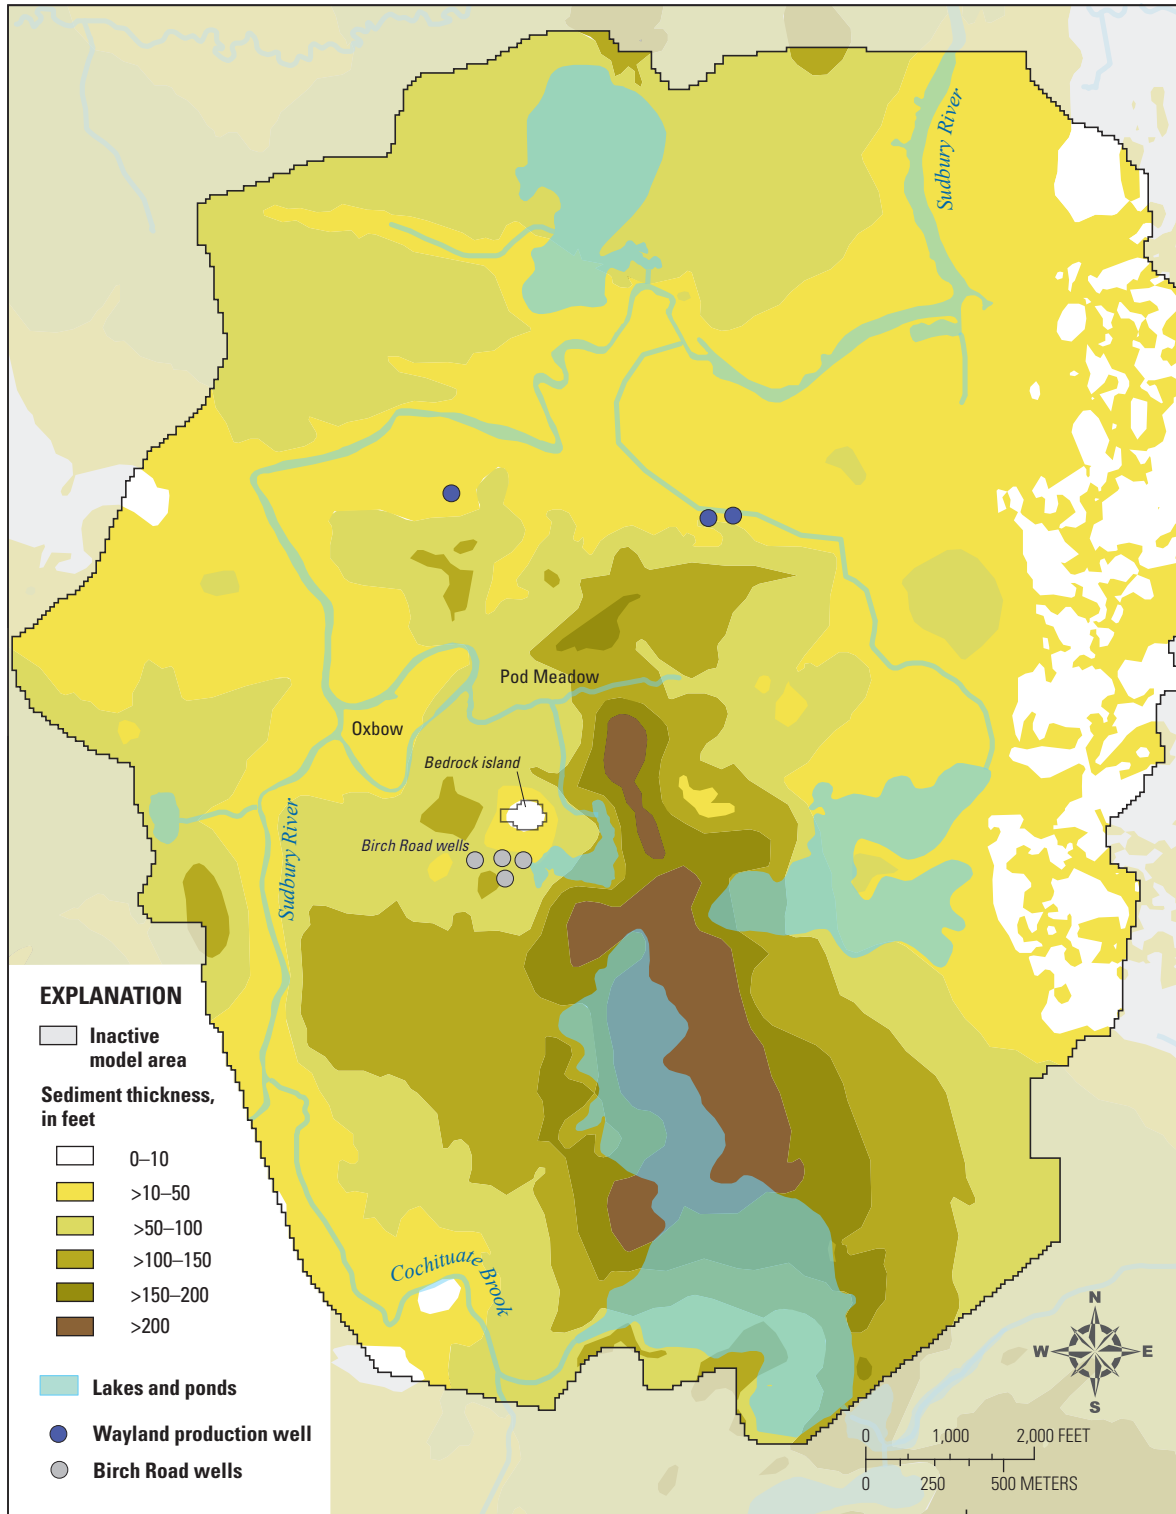 Sudbury River
Pod Meadow
Oxbow
Bedrock island
Birch Road wells
Sudbury River
Cochituate Brook
EXPLANATION
Inactive
model area
Sediment thickness,
in feet
0–10
>10–50
>50–100
>100–150
>150–200
>200
Lakes and ponds
Wayland production well
Birch Road wells
N
W
E
S
0 1,000 2,000 FEET
0 250 500 METERS